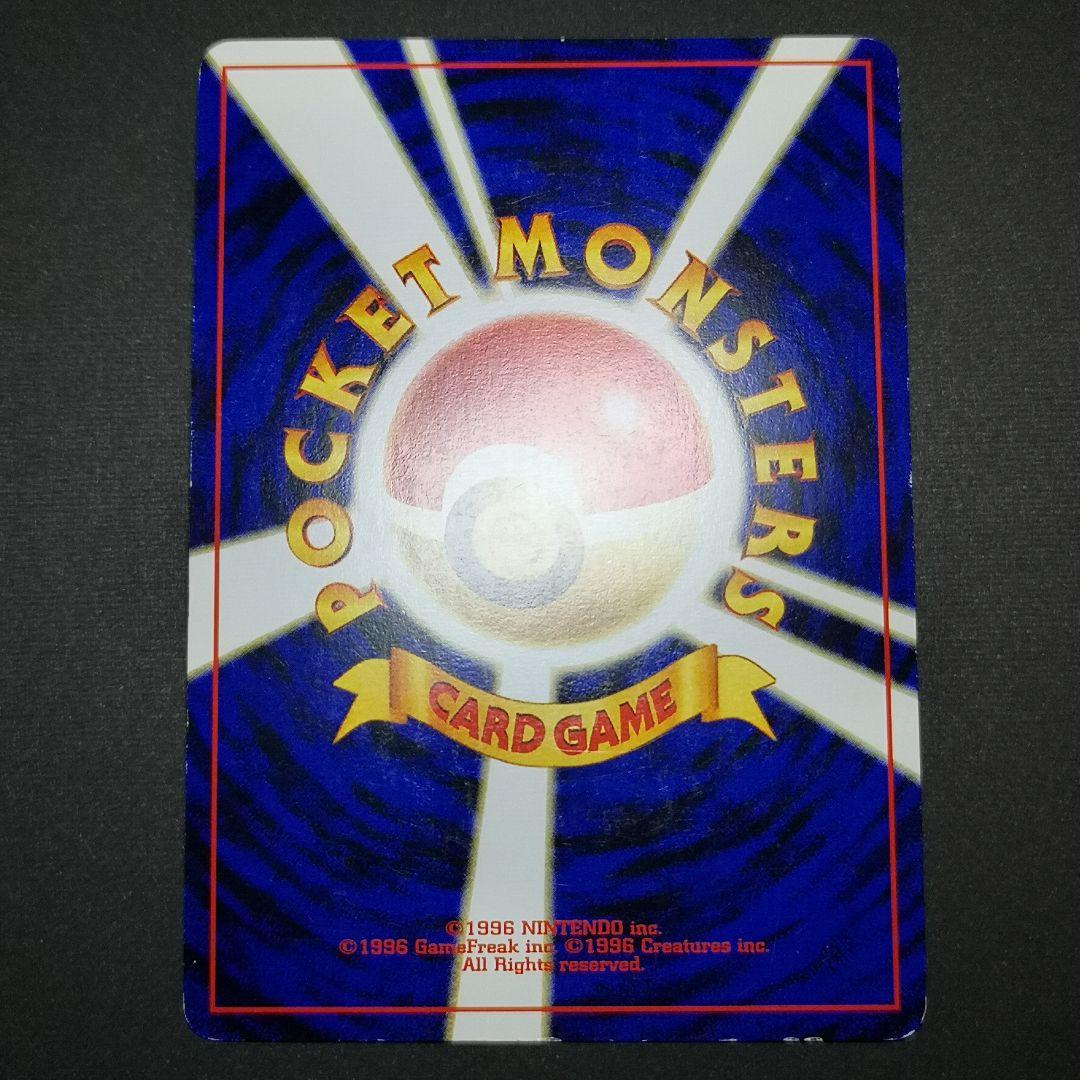 POCKET MONSTERS
CARD GAME
©1996 NINTENDO inc.
©1996 GameFreak inc. ©1996 Creatures inc.
All Rights reserved.